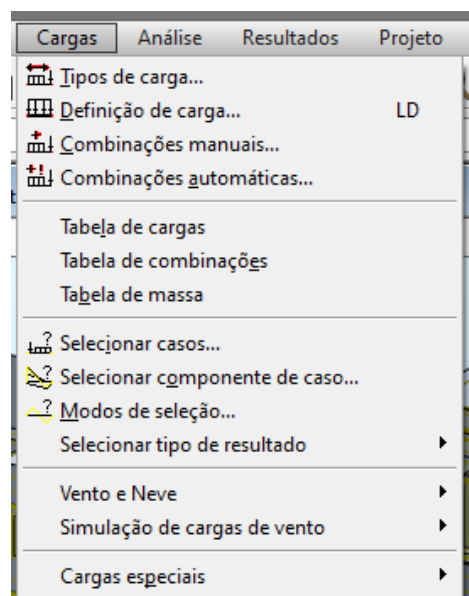 Cargas Análise Resultados Projeto
Tipos de carga...
Definição de carga... LD
Combinações manuais...
Combinações automáticas...
Tabela de cargas
Tabela de combinações
Tabela de massa
Selecionar casos...
Selecionar componente de caso...
Modos de seleção...
Selecionar tipo de resultado
Vento e Neve
Simulação de cargas de vento
Cargas especiais